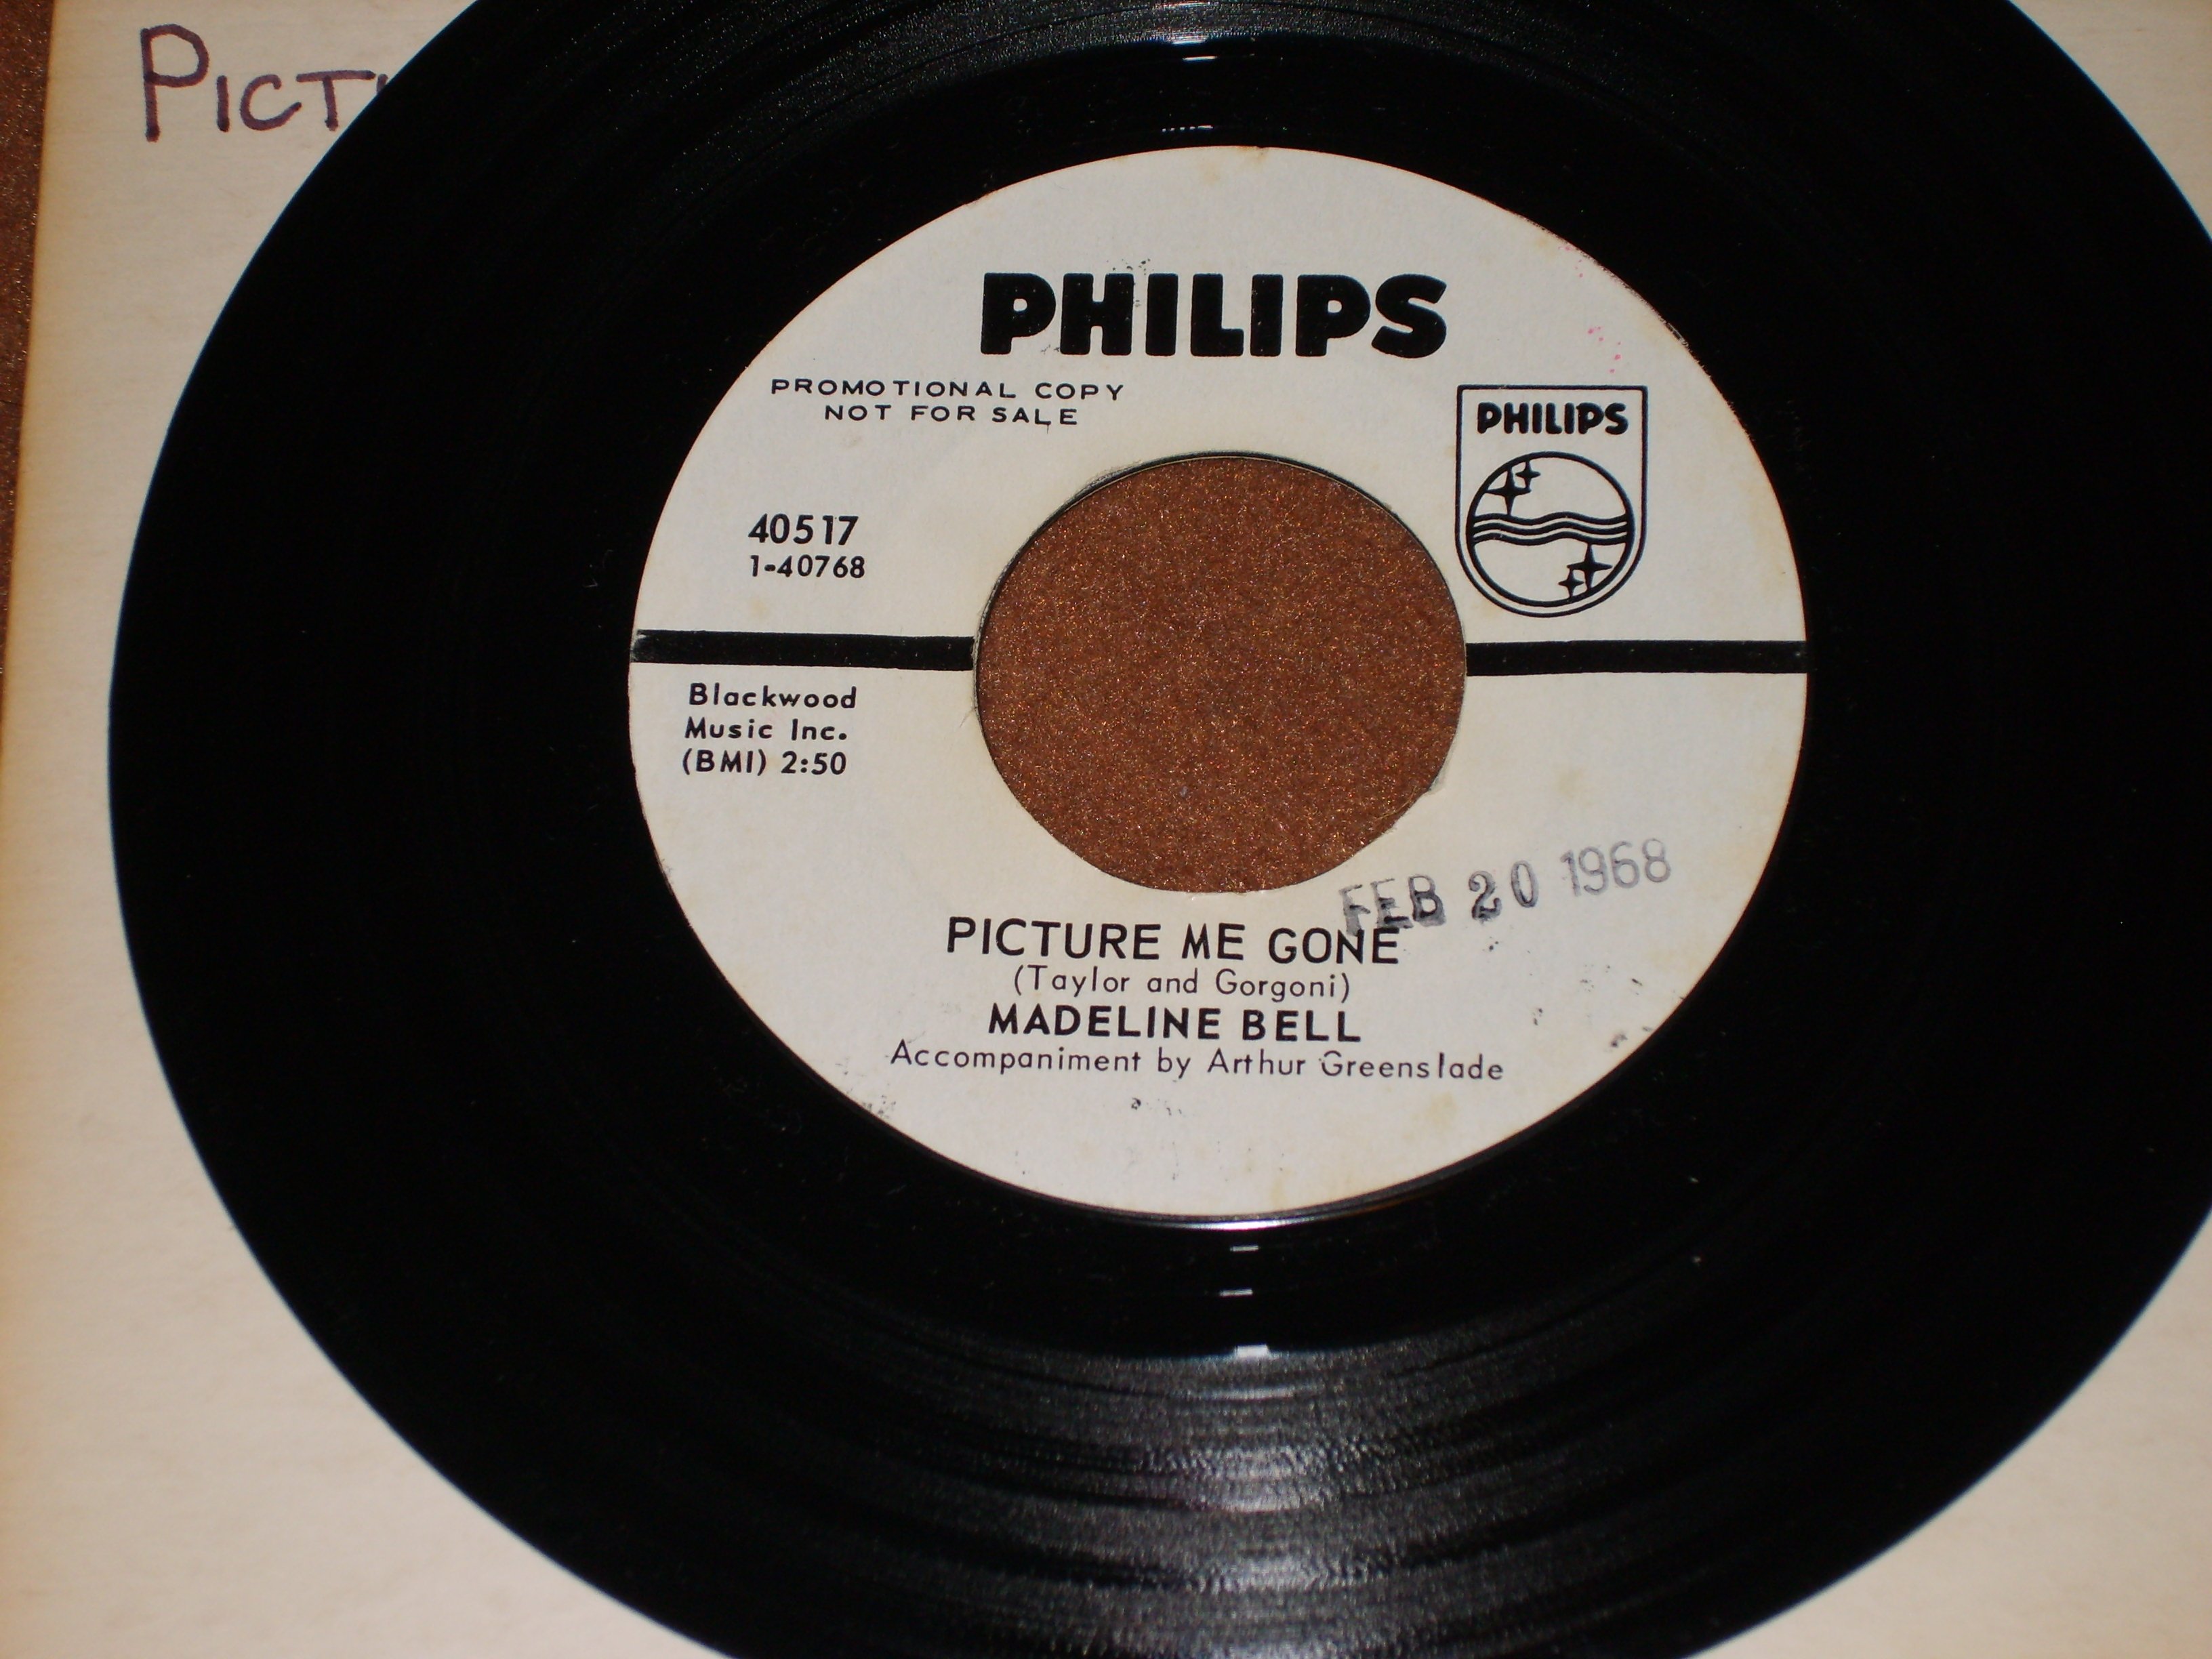 PICT
PHILIPS
PROMOTIONAL COPY
NOT FOR SALE
PHILIPS
40517
1-40768
Blackwood
Music Inc.
(BMI) 2:50
FEB 20 1968
PICTURE ME GONE
(Taylor and Gorgoni)
MADELINE BELL
Accompaniment by Arthur Greenslade